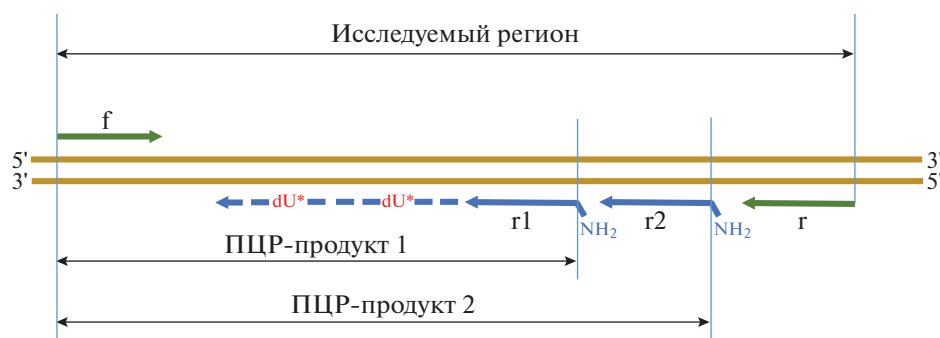 Исследуемый регион
f
5' 3'
3' 5'
dU* dU*
r1 r2 r
NH₂ NH₂
ПЦР-продукт 1
ПЦР-продукт 2